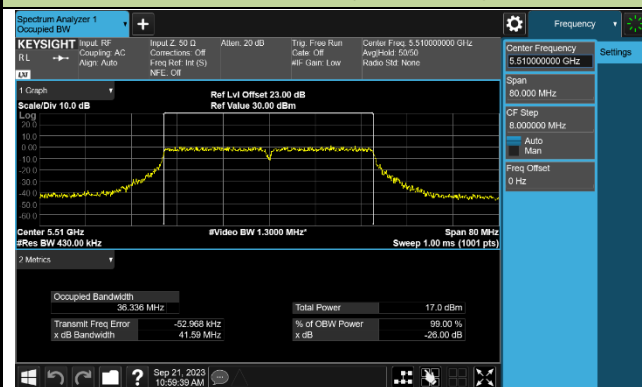 Spectrum Analyzer 1
Occupied BW
Frequency
KEYSIGHT Input: RF
Coupling: AC
Align: Auto
RL
LXI
Input Z: 50 Ω
Corrections: Off
Freq Ref: Int (S)
NFE: Off
Atten: 20 dB
Trig: Free Run
Gate: Off
#IF Gain: Low
Center Freq: 5.510000000 GHz
Avg|Hold: 50/50
Radio Std: None
Center Frequency
5.510000000 GHz
Settings
Span
80.000 MHz
CF Step
8.000000 MHz
Auto
Man
Freq Offset
0 Hz
1 Graph
Scale/Div 10.0 dB
Ref Lvl Offset 23.00 dB
Ref Value 30.00 dBm
Log
20.0
10.0
0.00
-10.0
-20.0
-30.0
-40.0
-50.0
-60.0
Center 5.51 GHz
#Res BW 430.00 kHz
#Video BW 1.3000 MHz*
Span 80 MHz
Sweep 1.00 ms (1001 pts)
2 Metrics
Occupied Bandwidth
36.336 MHz
Transmit Freq Error -52.968 kHz
x dB Bandwidth 41.59 MHz
Total Power 17.0 dBm
% of OBW Power 99.00 %
x dB -26.00 dB
?
Sep 21, 2023
10:59:39 AM